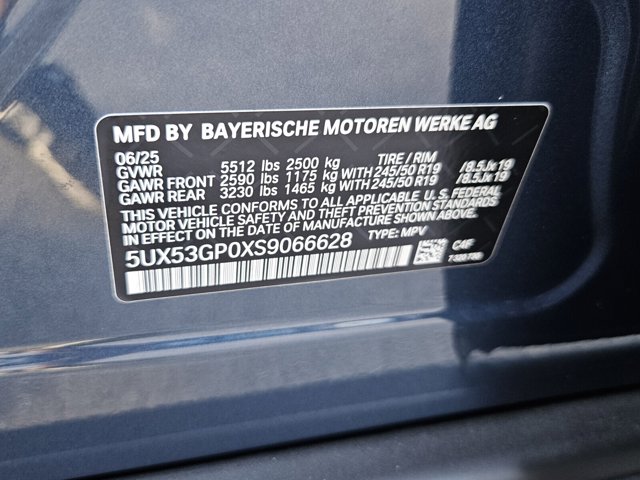 MFD BY BAYERISCHE MOTOREN WERKE AG
06/25
GVWR 5512 lbs 2500 kg TIRE / RIM
GAWR FRONT 2590 lbs 1175 kg WITH 245/50 R19 /8.5Jx19
GAWR REAR 3230 lbs 1465 kg WITH 245/50 R19 /8.5Jx19
THIS VEHICLE CONFORMS TO ALL APPLICABLE U.S. FEDERAL
MOTOR VEHICLE SAFETY AND THEFT PREVENTION STANDARDS
IN EFFECT ON THE DATE OF MANUFACTURE SHOWN ABOVE.
5UX53GP0XS9066628 TYPE: MPV C4F